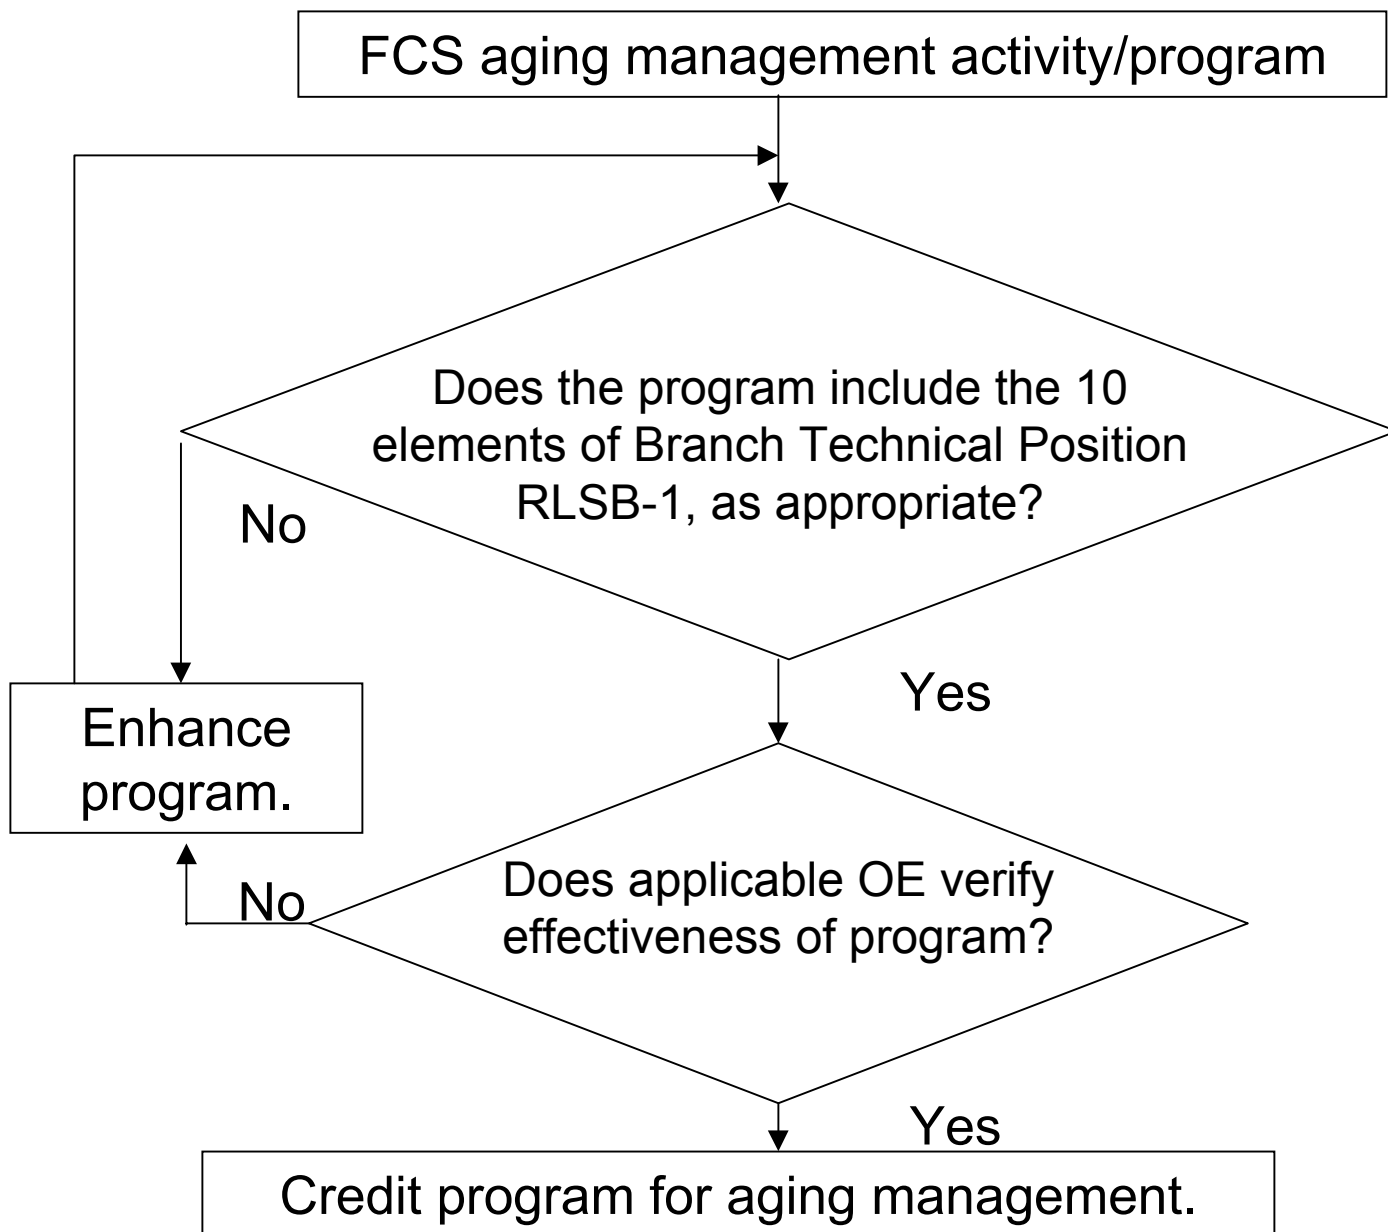 FCS aging management activity/program
Does the program include the 10
elements of Branch Technical Position
RLSB-1, as appropriate?
No
Yes
Enhance
program.
Does applicable OE verify
effectiveness of program?
No
Yes
Credit program for aging management.